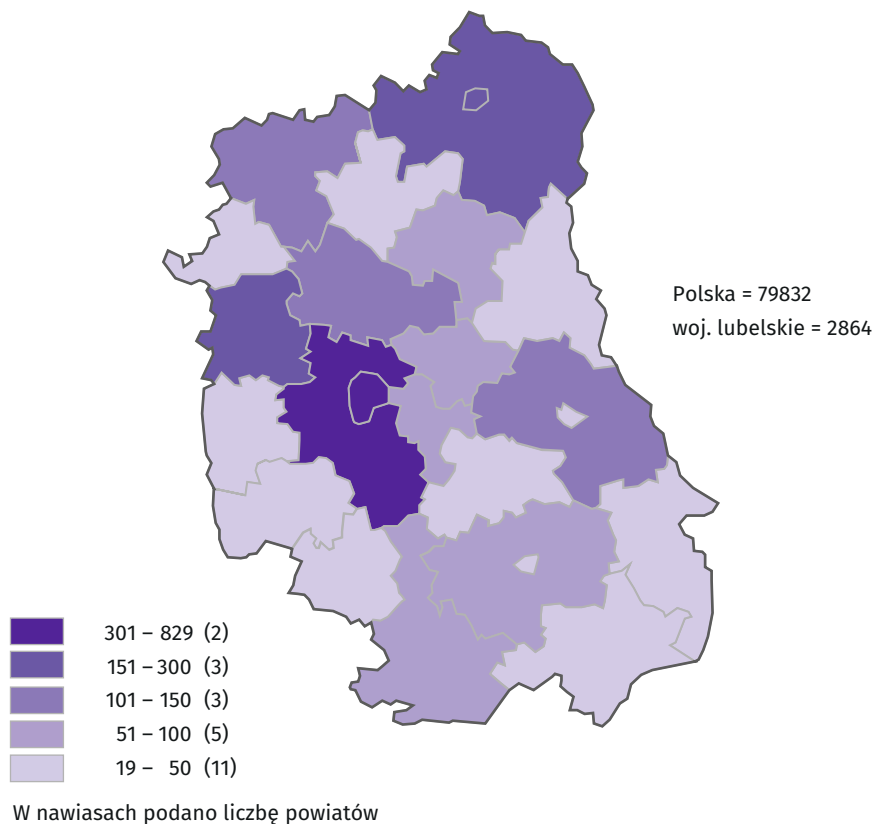 Polska = 79832
woj. lubelskie = 2864
301 – 829 (2)
151 – 300 (3)
101 – 150 (3)
51 – 100 (5)
19 – 50 (11)
W nawiasach podano liczbę powiatów